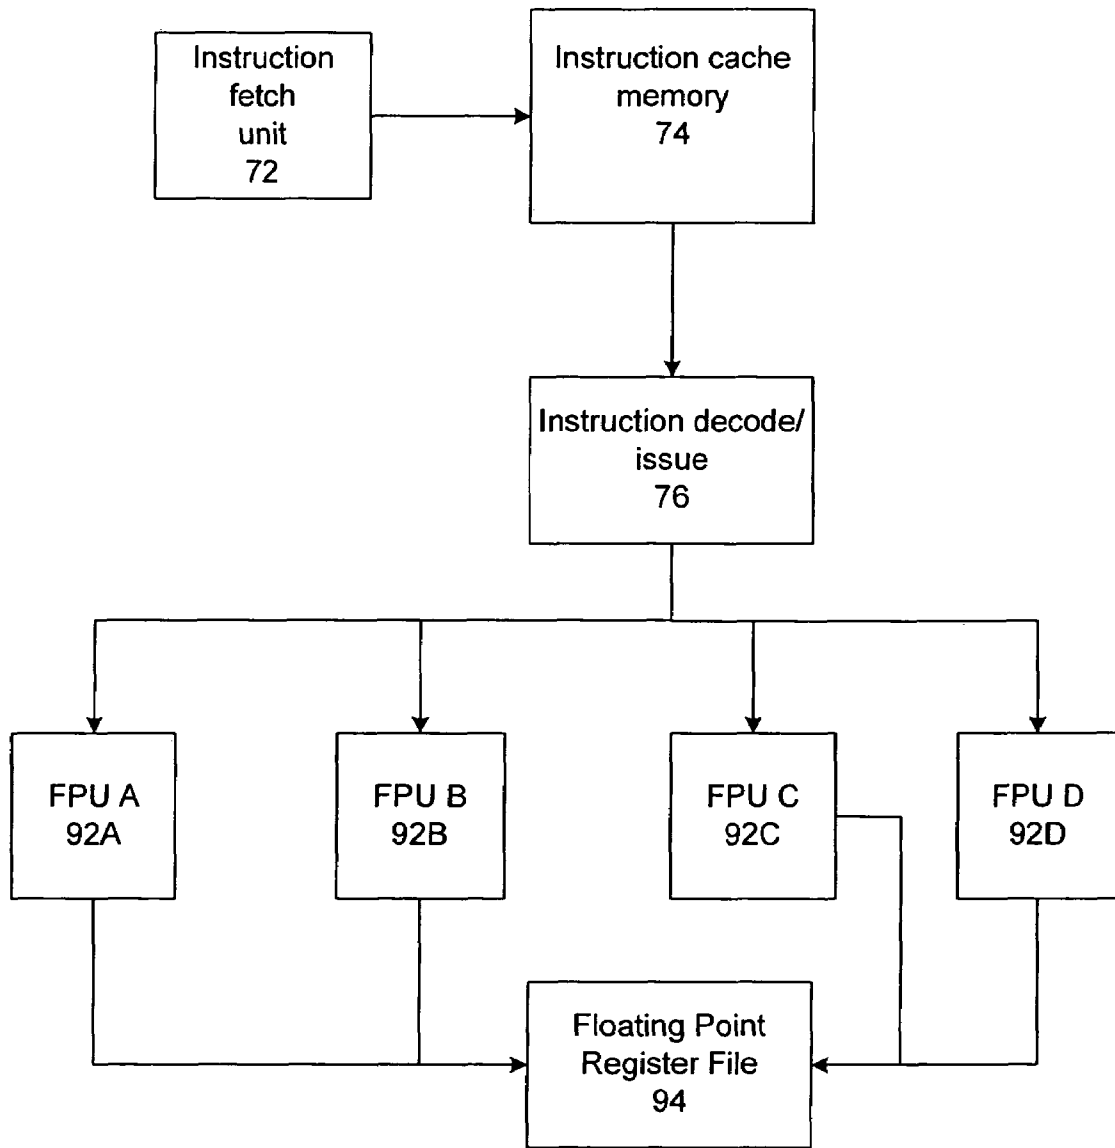 Instruction
fetch
unit
72
Instruction cache
memory
74
Instruction decode/
issue
76
FPU A
92A
FPU B
92B
FPU C
92C
FPU D
92D
Floating Point
Register File
94